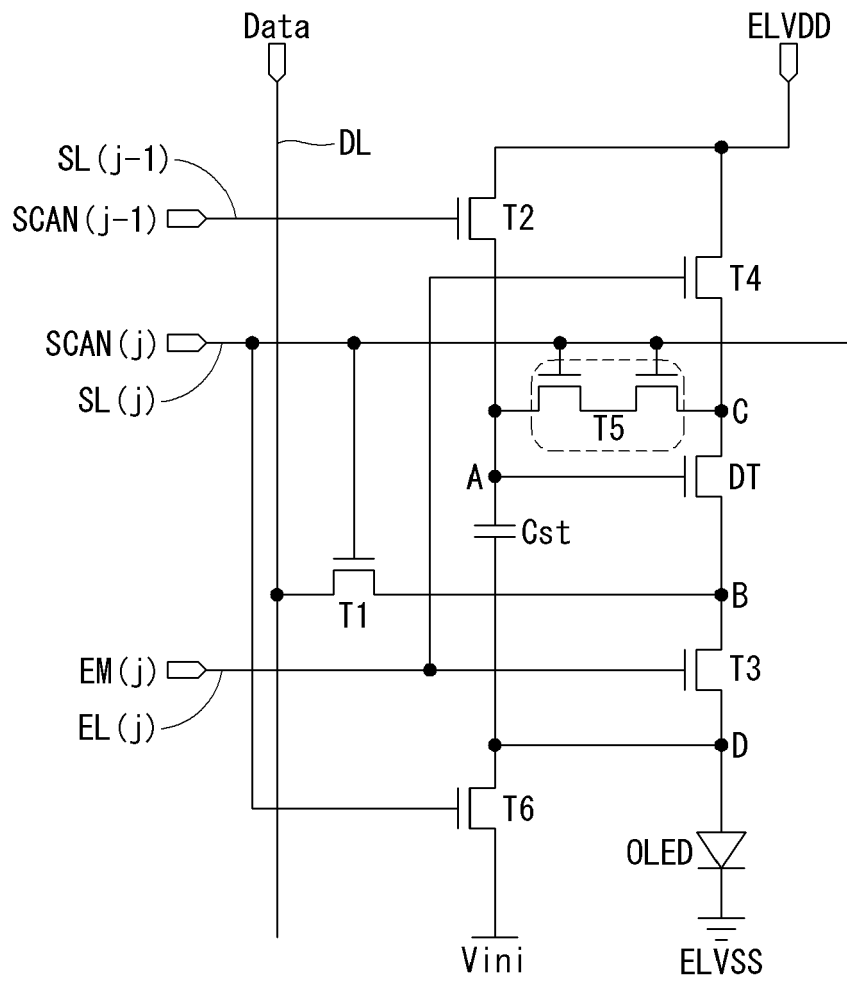 Data
ELVDD
DL
SL(j-1)
SCAN(j-1)
T2
T4
SCAN(j)
SL(j)
T5
C
A
DT
Cst
T1
B
EM(j)
T3
EL(j)
D
T6
OLED
Vini
ELVSS